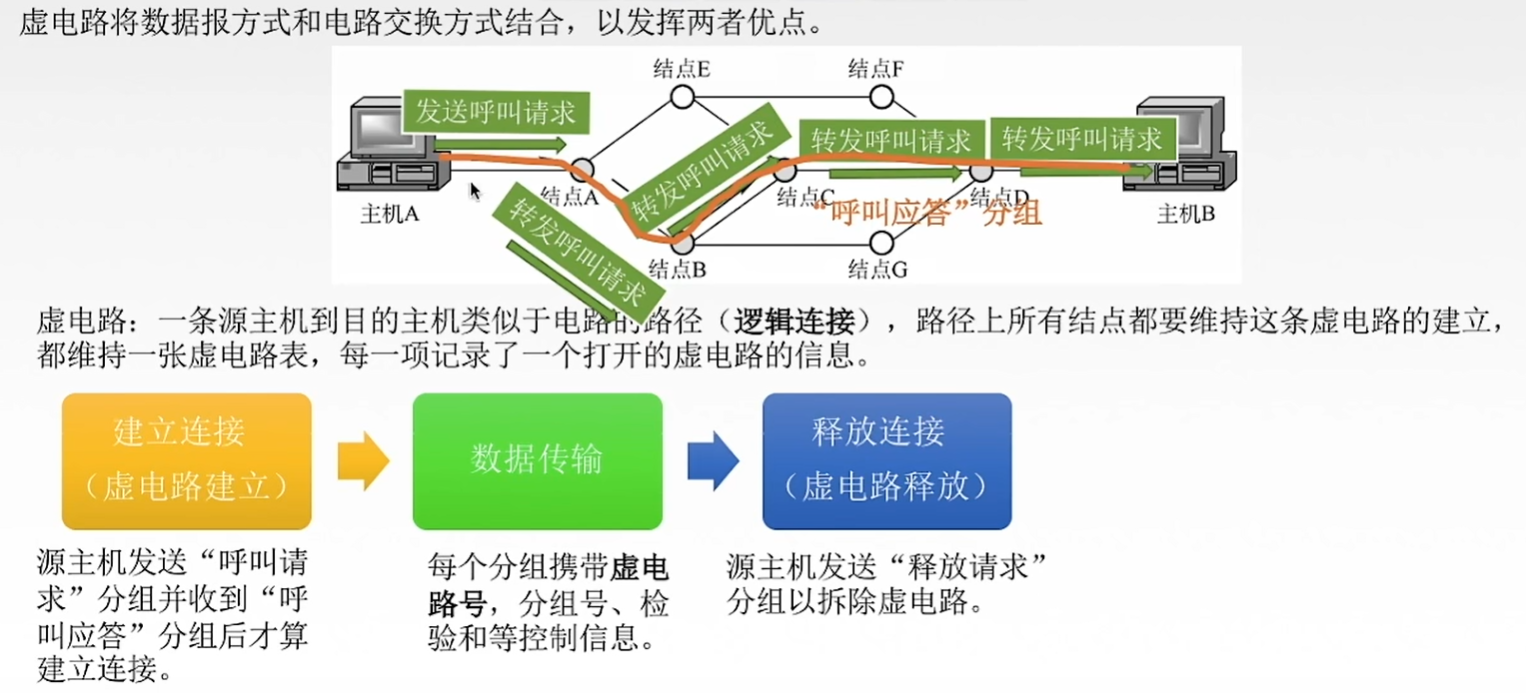 虚电路将数据报方式和电路交换方式结合，以发挥两者优点。
结点E
结点F
发送呼叫请求
转发呼叫请求
转发呼叫请求
转发呼叫请求
转发呼叫请求
结点A
结点C
结点D
“呼叫应答”分组
主机A
主机B
结点B
结点G
虚电路：一条源主机到目的主机类似于电路的路径（逻辑连接），路径上所有结点都要维持这条虚电路的建立，
都维持一张虚电路表，每一项记录了一个打开的虚电路的信息。
建立连接
（虚电路建立）
数据传输
释放连接
（虚电路释放）
源主机发送“呼叫请
求”分组并收到“呼
叫应答”分组后才算
建立连接。
每个分组携带虚电
路号，分组号、检
验和等控制信息。
源主机发送“释放请求”
分组以拆除虚电路。